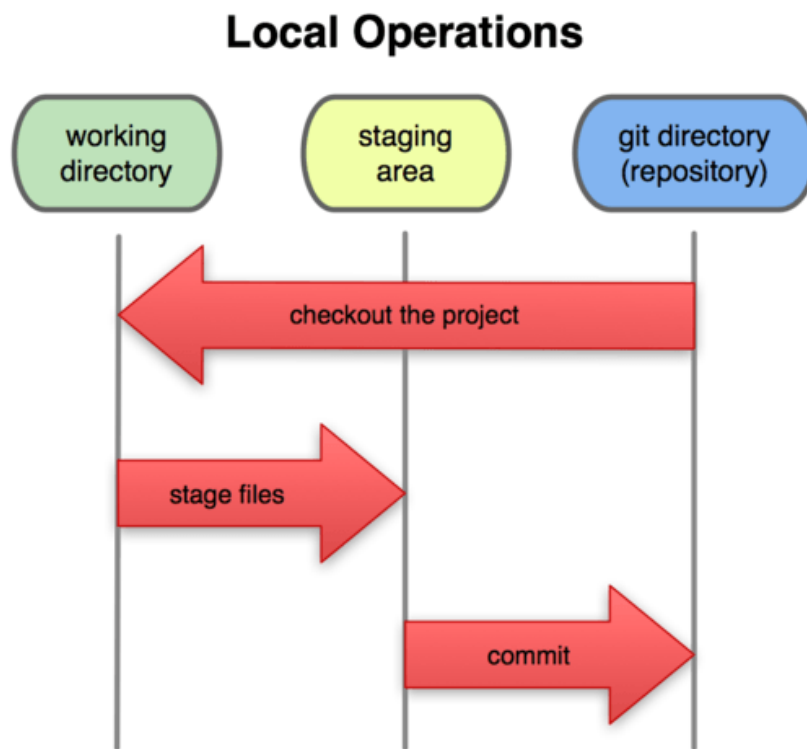 Local Operations
working
directory
staging
area
git directory
(repository)
checkout the project
stage files
commit